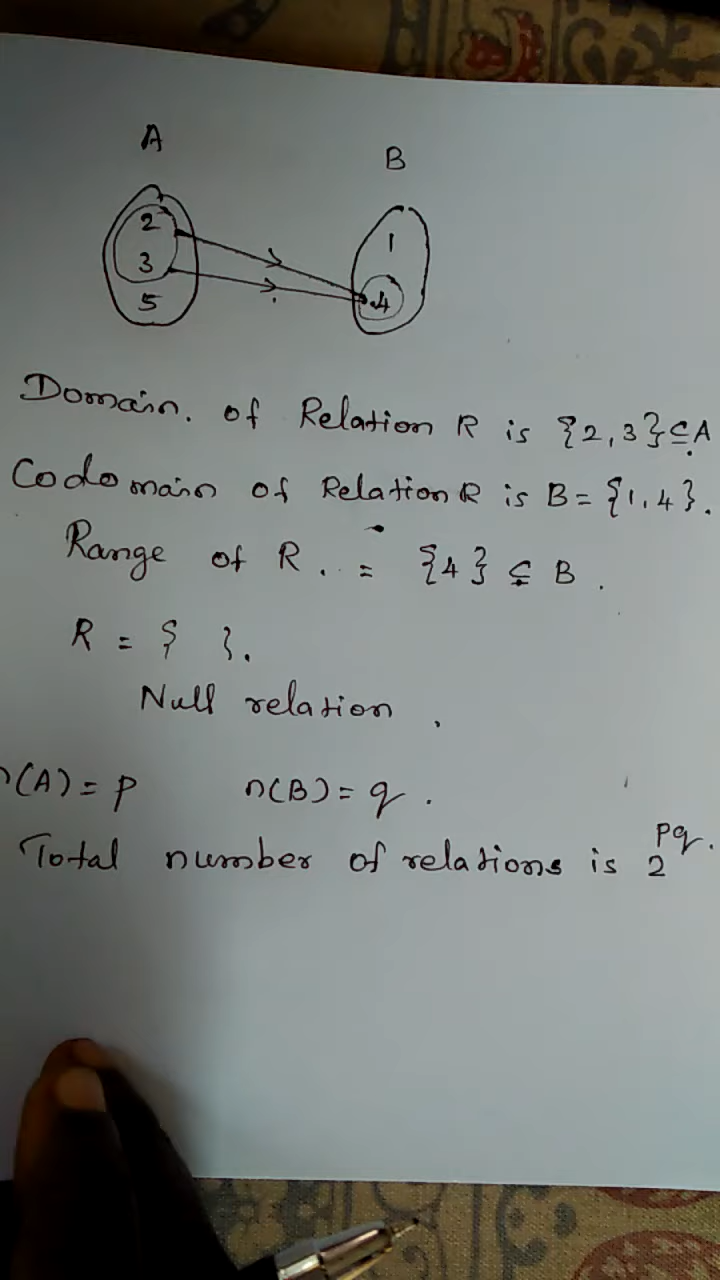 A
B
2
3
5
1
4
Domain. of Relation R is {2,3}⊆A
Codomain of Relation R is B={1,4}.
Range of R. = {4} ⊆ B.
R = { }.
Null relation.
n(A)=p n(B)=q.
Total number of relations is 2^pq.